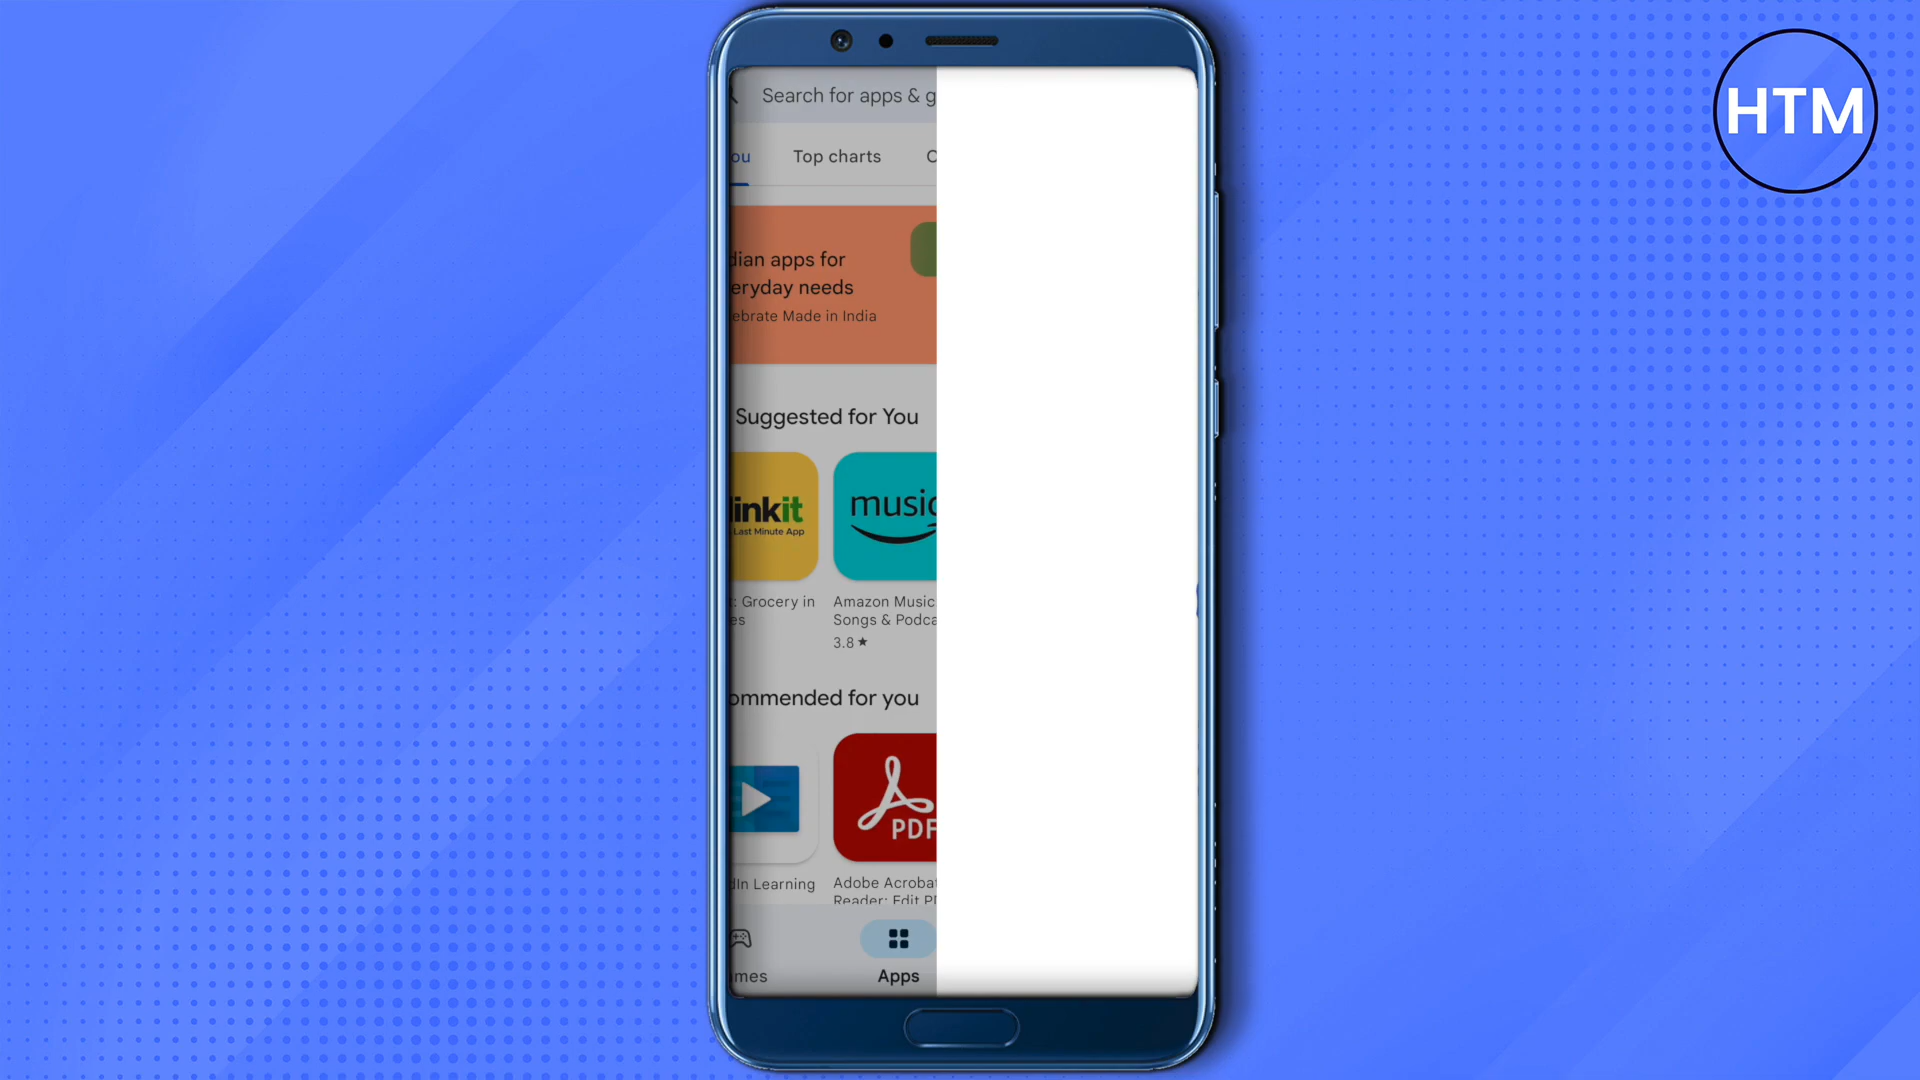 HTM
Search for apps & g
ou Top charts C
dian apps for
eryday needs
ebrate Made in India
Suggested for You
linkit
Last Minute App
music
t: Grocery in
es
Amazon Music
Songs & Podca
3.8★
ommended for you
PDF
dIn Learning
Adobe Acrobat
Reader: Edit PD
mes
Apps